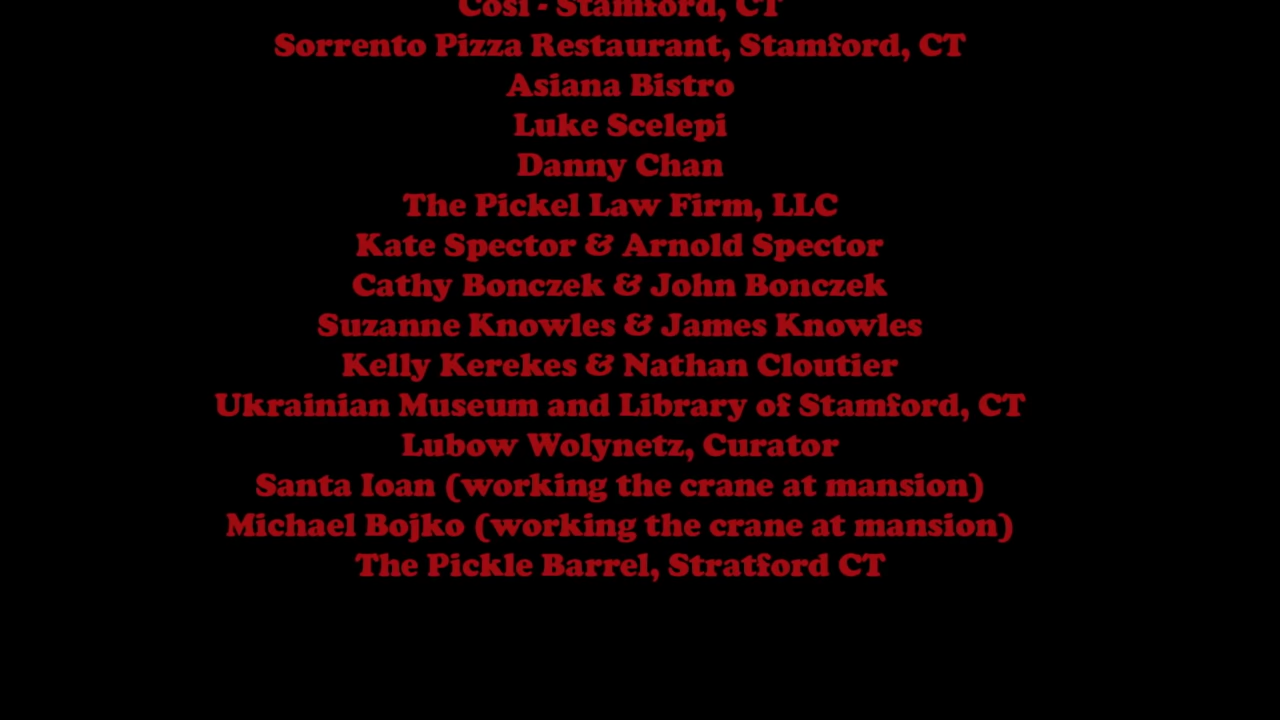 Cosi - Stamford, CT
Sorrento Pizza Restaurant, Stamford, CT
Asiana Bistro
Luke Scelepi
Danny Chan
The Pickel Law Firm, LLC
Kate Spector & Arnold Spector
Cathy Bonczek & John Bonczek
Suzanne Knowles & James Knowles
Kelly Kerekes & Nathan Cloutier
Ukrainian Museum and Library of Stamford, CT
Lubow Wolynetz, Curator
Santa Ioan (working the crane at mansion)
Michael Bojko (working the crane at mansion)
The Pickle Barrel, Stratford CT